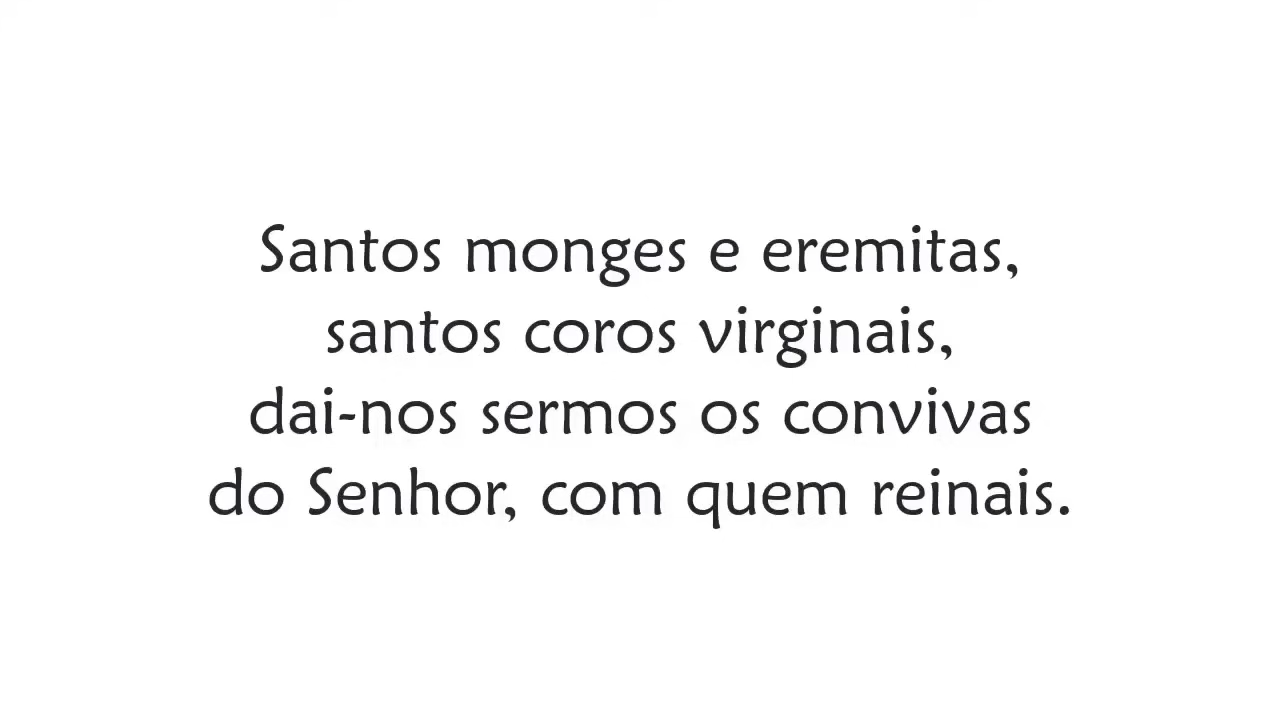 Santos monges e eremitas,
santos coros virginais,
dai-nos sermos os convivas
do Senhor, com quem reinais.